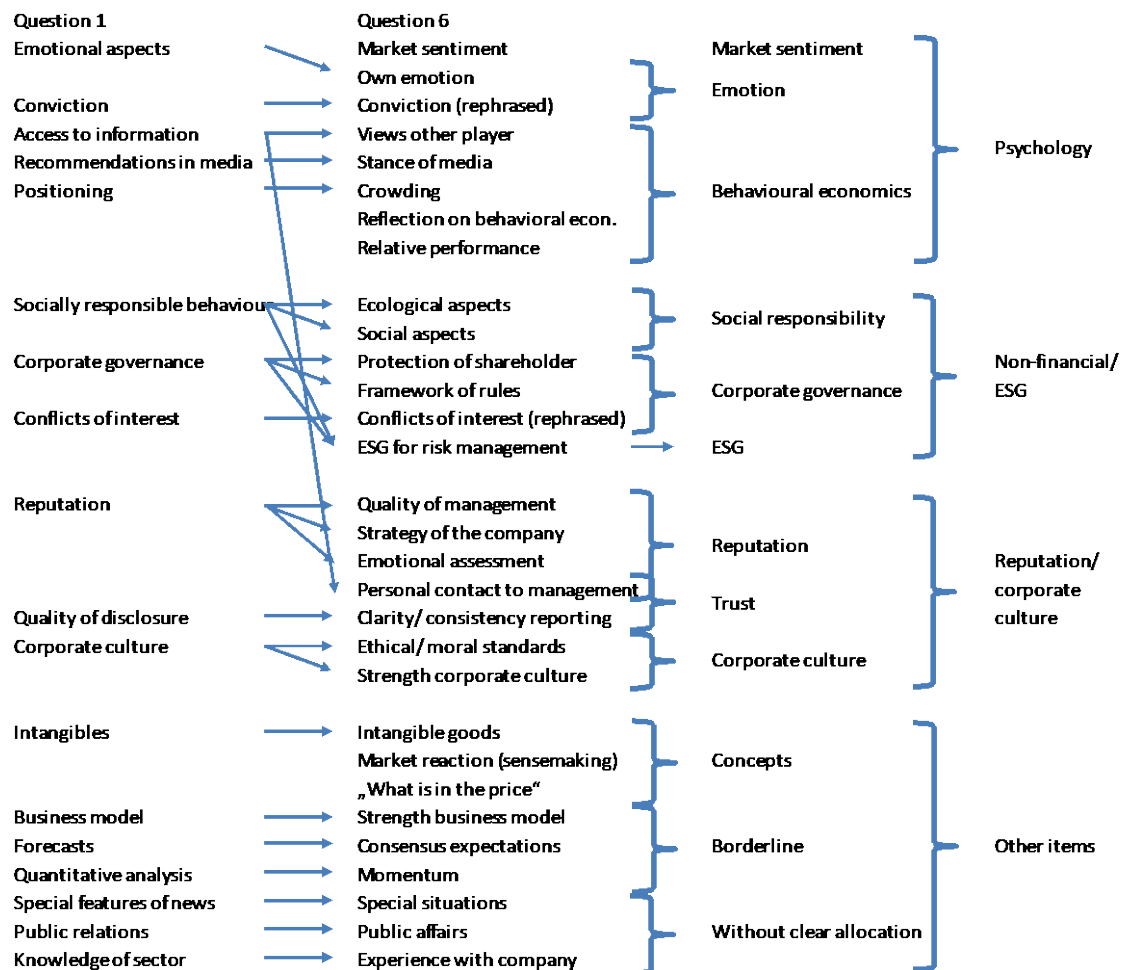 Question 1 Question 6
Emotional aspects Market sentiment Market sentiment
Own emotion
Emotion
Conviction Conviction (rephrased)
Access to information Views other player
Psychology
Recommendations in media Stance of media
Positioning Crowding Behavioural economics
Reflection on behavioral econ.
Relative performance
Socially responsible behaviour Ecological aspects
Social responsibility
Social aspects
Corporate governance Protection of shareholder Non-financial/
Framework of rules Corporate governance ESG
Conflicts of interest Conflicts of interest (rephrased)
ESG for risk management ESG
Reputation Quality of management
Strategy of the company
Reputation
Emotional assessment Reputation/
Personal contact to management corporate
Trust
Quality of disclosure Clarity/ consistency reporting culture
Corporate culture Ethical/ moral standards
Corporate culture
Strength corporate culture
Intangibles Intangible goods
Market reaction (sensemaking) Concepts
„What is in the price“
Business model Strength business model
Forecasts Consensus expectations Borderline Other items
Quantitative analysis Momentum
Special features of news Special situations
Public relations Public affairs Without clear allocation
Knowledge of sector Experience with company